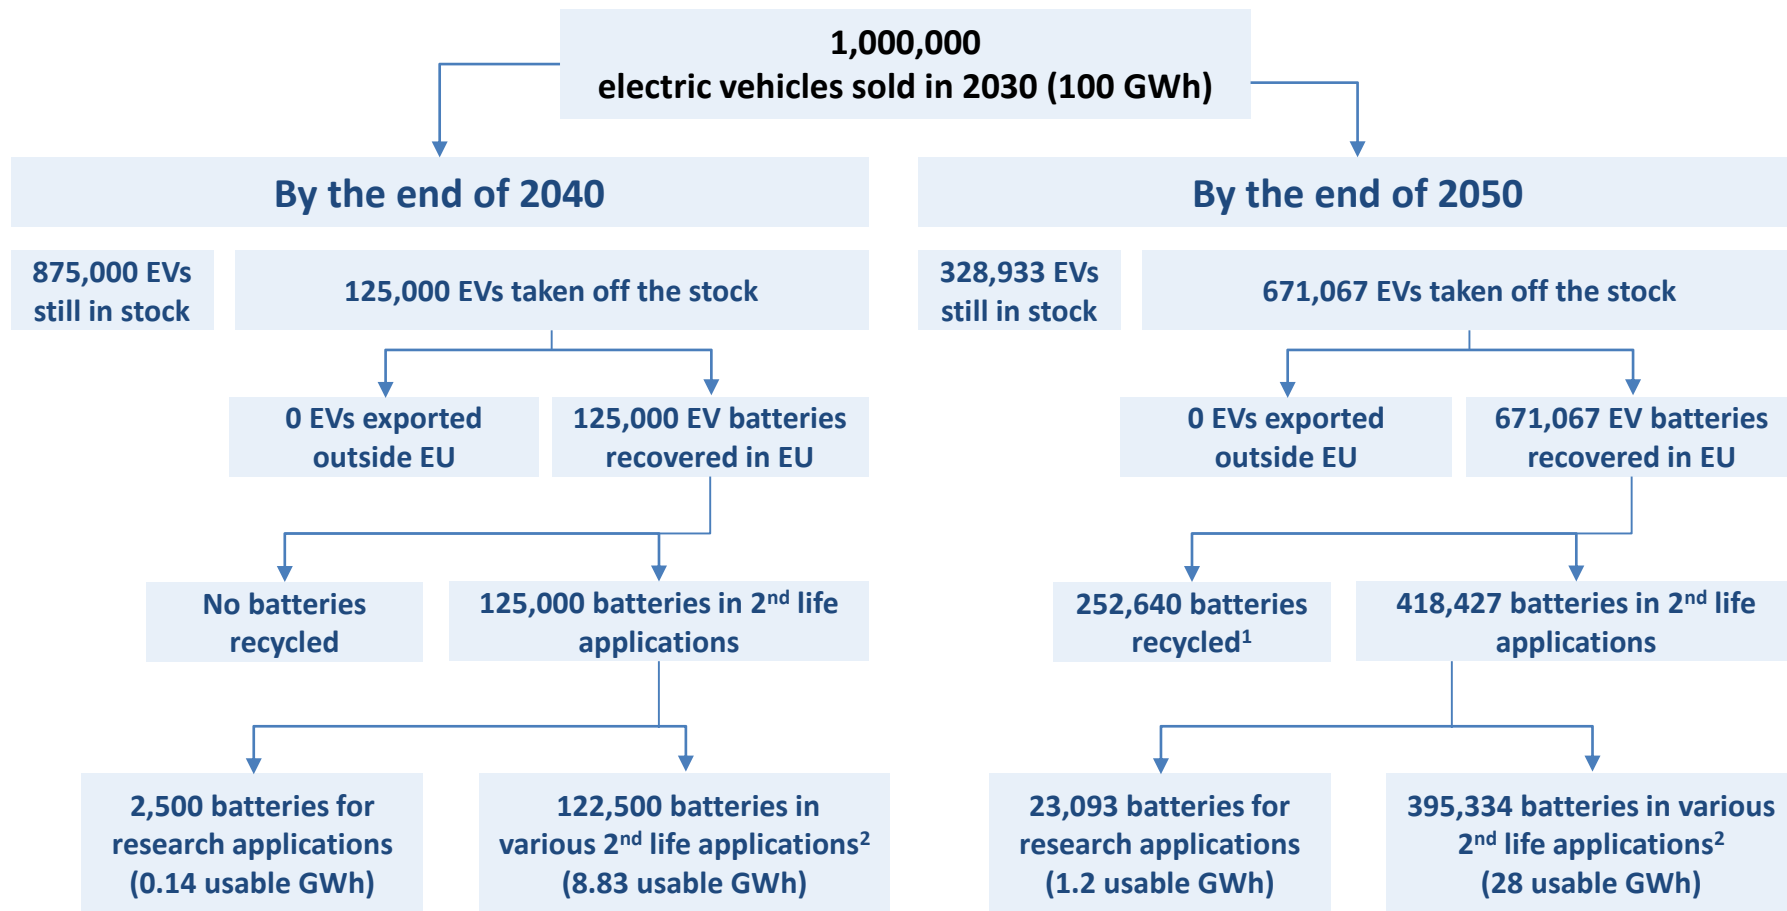 1,000,000
electric vehicles sold in 2030 (100 GWh)
By the end of 2040
875,000 EVs
still in stock
125,000 EVs taken off the stock
0 EVs exported
outside EU
125,000 EV batteries
recovered in EU
No batteries
recycled
125,000 batteries in 2nd life
applications
2,500 batteries for
research applications
(0.14 usable GWh)
122,500 batteries in
various 2nd life applications2
(8.83 usable GWh)
By the end of 2050
328,933 EVs
still in stock
671,067 EVs taken off the stock
0 EVs exported
outside EU
671,067 EV batteries
recovered in EU
252,640 batteries
recycled1
418,427 batteries in 2nd life
applications
23,093 batteries for
research applications
(1.2 usable GWh)
395,334 batteries in various
2nd life applications2
(28 usable GWh)